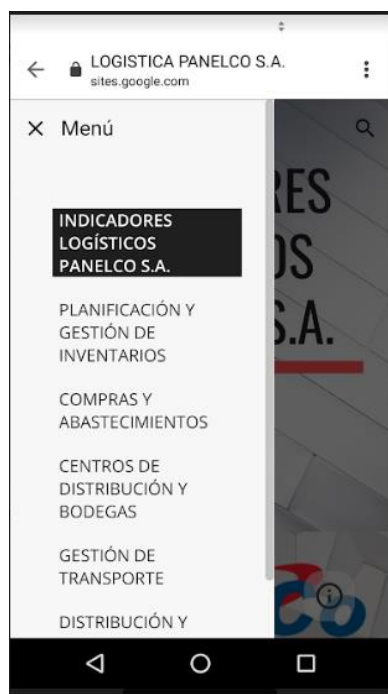 LOGISTICA PANELCO S.A.
sites.google.com
Menú
INDICADORES
LOGÍSTICOS
PANELCO S.A.
PLANIFICACIÓN Y
GESTIÓN DE
INVENTARIOS
COMPRAS Y
ABASTECIMIENTOS
CENTROS DE
DISTRIBUCIÓN Y
BODEGAS
GESTIÓN DE
TRANSPORTE
DISTRIBUCIÓN Y
RES
OS
S.A.
co